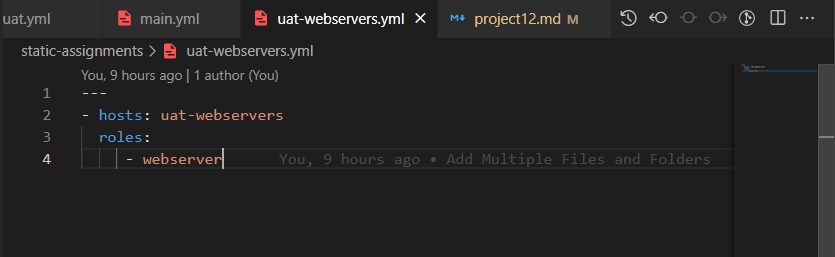 uat.yml main.yml uat-webservers.yml project12.md M
static-assignments > uat-webservers.yml
You, 9 hours ago | 1 author (You)
1 ---
2 - hosts: uat-webservers
3 roles:
4 - webserver You, 9 hours ago • Add Multiple Files and Folders